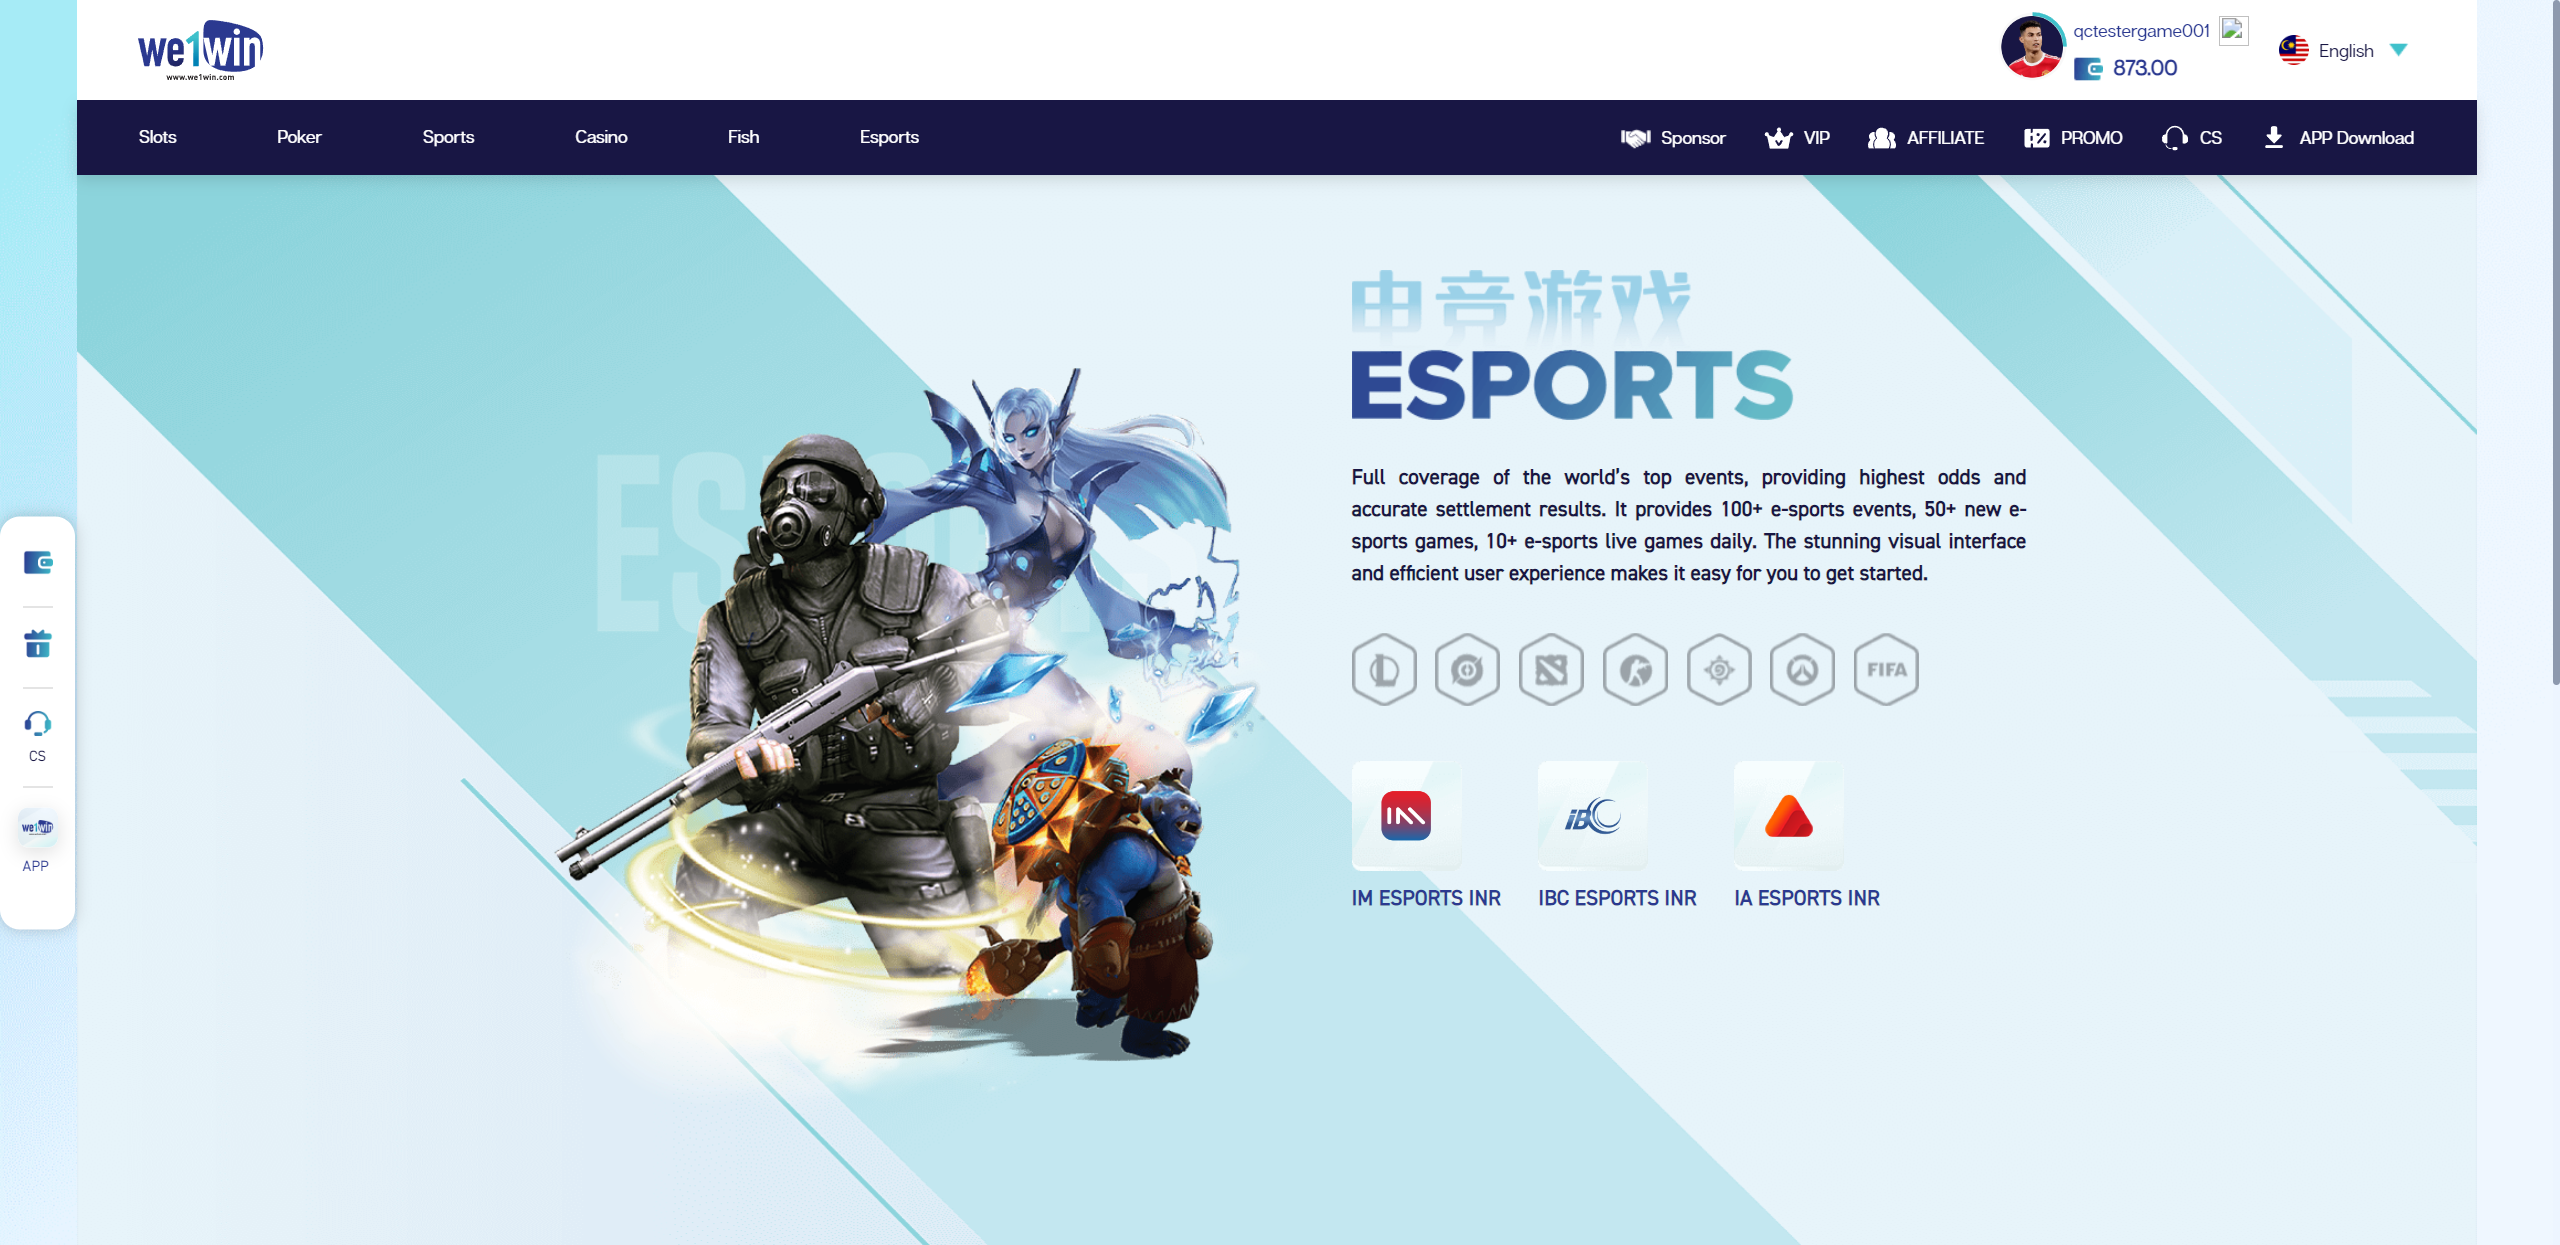 we1win
www.we1win.com
qctestergame001
873.00
English
Slots
Poker
Sports
Casino
Fish
Esports
Sponsor
VIP
AFFILIATE
PROMO
CS
APP Download
电竞游戏
ESPORTS
ESPORTS
Full coverage of the world's top events, providing highest odds and
accurate settlement results. It provides 100+ e-sports events, 50+ new e-
sports games, 10+ e-sports live games daily. The stunning visual interface
and efficient user experience makes it easy for you to get started.
FIFA
IM
iBC
IM ESPORTS INR
IBC ESPORTS INR
IA ESPORTS INR
CS
we1win
APP